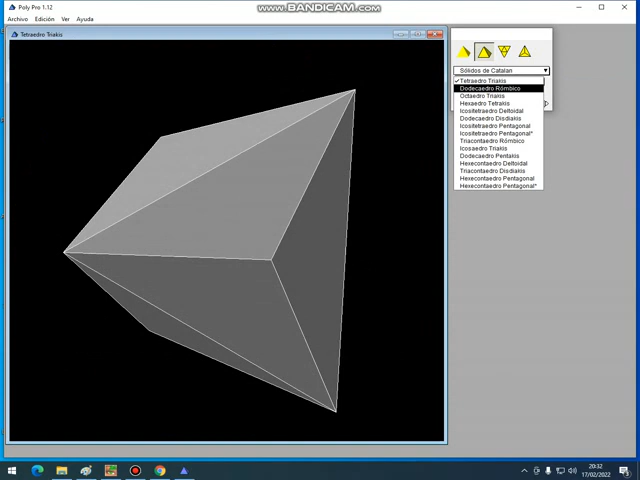 Poly Pro 1.12
WWW.BANDICAM.COM
Archivo Edición Ver Ayuda
Tetraedro Triakis
Sólidos de Catalan
Tetraedro Triakis
Dodecaedro Rómbico
Octaedro Triakis
Hexaedro Tetrakis
Icositetraedro Deltoidal
Dodecaedro Disdiakis
Icositetraedro Pentagonal
Icositetraedro Pentagonal*
Triacontaedro Rómbico
Icosaedro Triakis
Dodecaedro Pentakis
Hexecontaedro Deltoidal
Triacontaedro Disdiakis
Hexecontaedro Pentagonal
Hexecontaedro Pentagonal*
20:32
17/02/2022